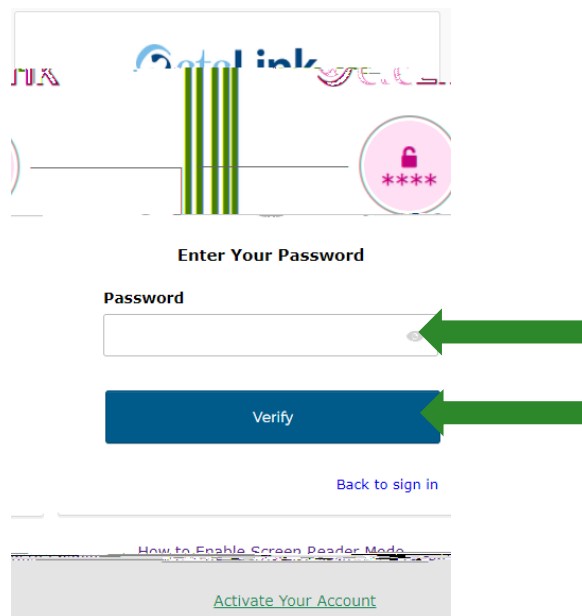 ****
Enter Your Password
Password
Verify
Back to sign in
How to Enable Screen Reader Mode
Activate Your Account